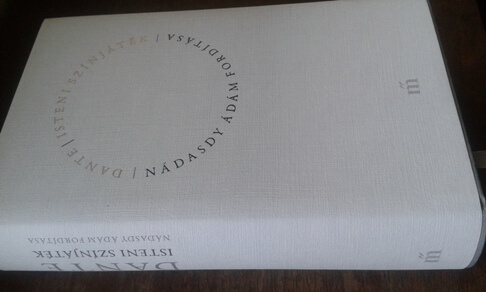 DANTE | ISTENI SZÍNJÁTÉK | NÁDASDY ÁDÁM FORDÍTÁSA |
m̋
DANTE
ISTENI SZÍNJÁTÉK
NÁDASDY ÁDÁM FORDÍTÁSA
m̋